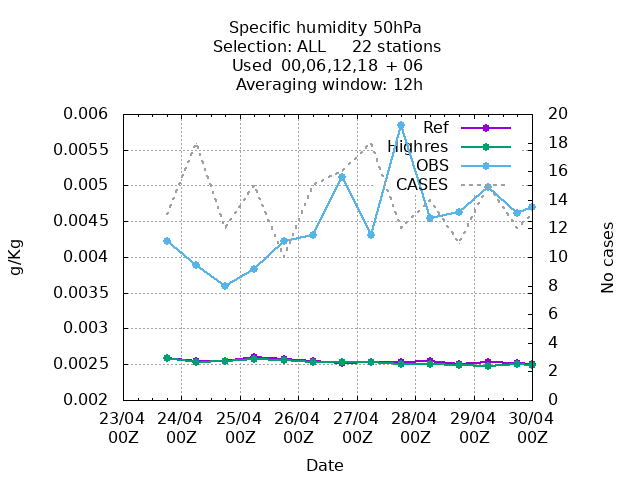 Specific humidity 50hPa
Selection: ALL 22 stations
Used 00,06,12,18 + 06
Averaging window: 12h
0.006
0.0055
0.005
0.0045
0.004
0.0035
0.003
0.0025
0.002
g/Kg
Ref
Highres
OBS
CASES
20
18
16
14
12
10
8
6
4
2
0
No cases
23/04 24/04 25/04 26/04 27/04 28/04 29/04 30/04
00Z 00Z 00Z 00Z 00Z 00Z 00Z 00Z
Date